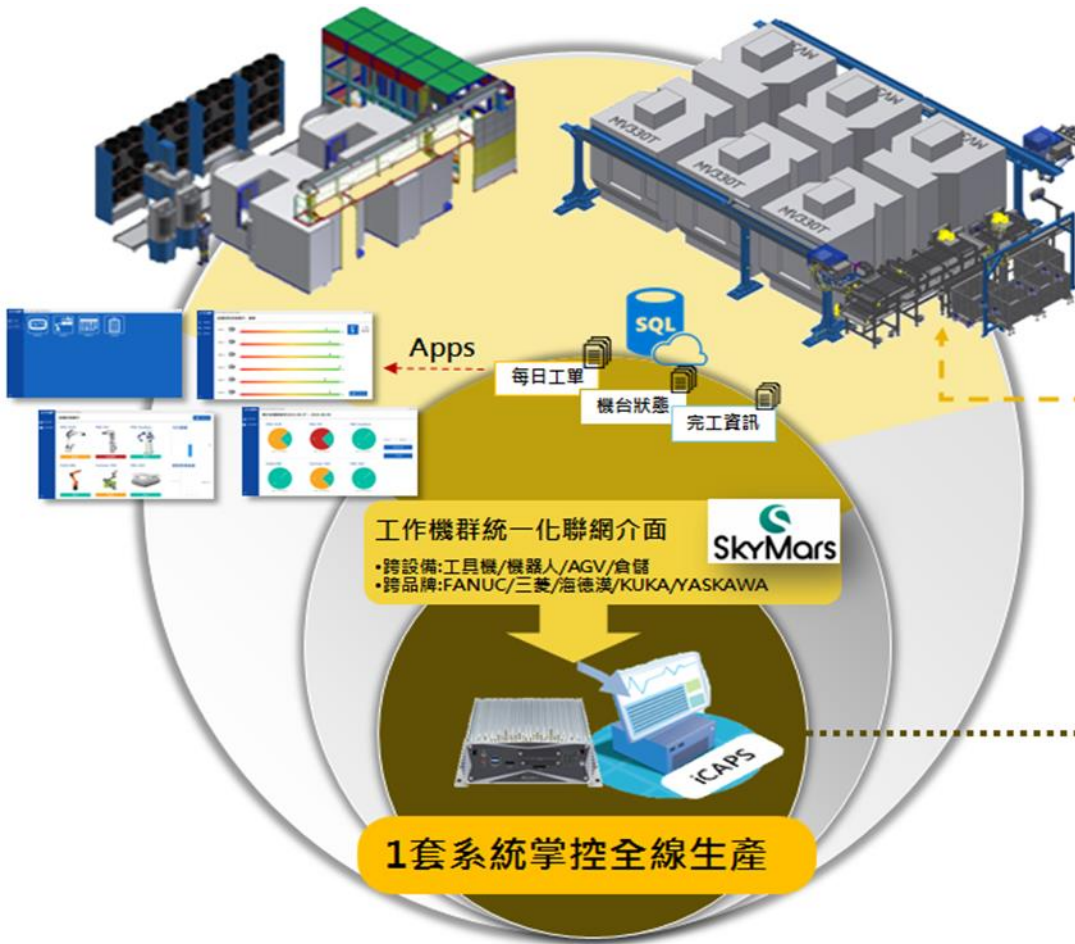 MV330T
MV330T
MV330T
SQL
Apps
每日工單
機台狀態
完工資訊
工作機群統一化聯網介面
SkyMars
•跨設備:工具機/機器人/AGV/倉儲
•跨品牌:FANUC/三菱/海德漢/KUKA/YASKAWA
iCAPS
1套系統掌控全線生產